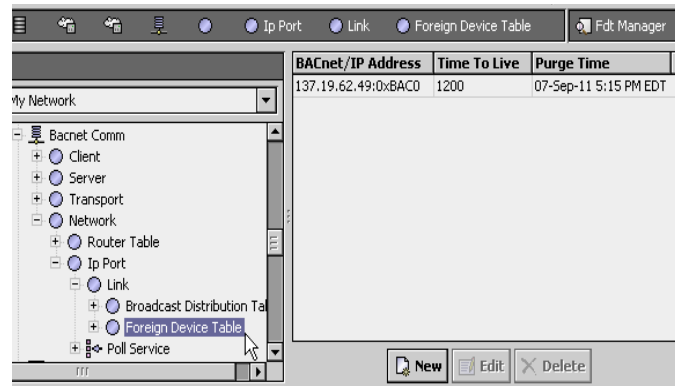 Ip Port Link Foreign Device Table Fdt Manager
My Network
Bacnet Comm
Client
Server
Transport
Network
Router Table
Ip Port
Link
Broadcast Distribution Tal
Foreign Device Table
Poll Service
BACnet/IP Address Time To Live Purge Time
137.19.62.49:0xBAC0 1200 07-Sep-11 5:15 PM EDT
New Edit Delete